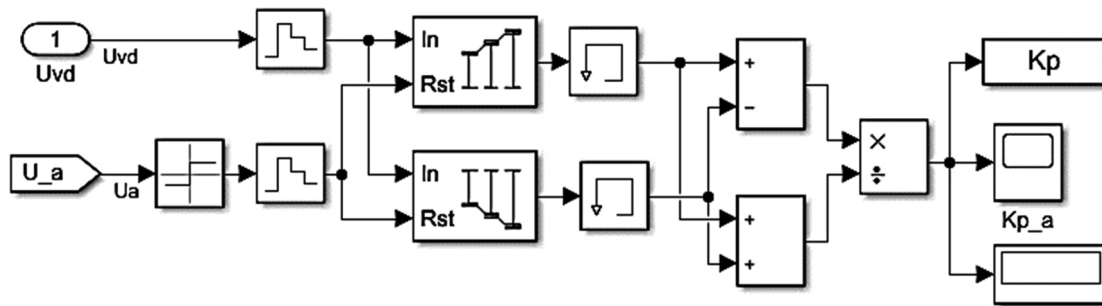 1
Uvd
Uvd
U_a
Ua
In
Rst
In
Rst
+
−
+
+
×
÷
Kp
Kp_a